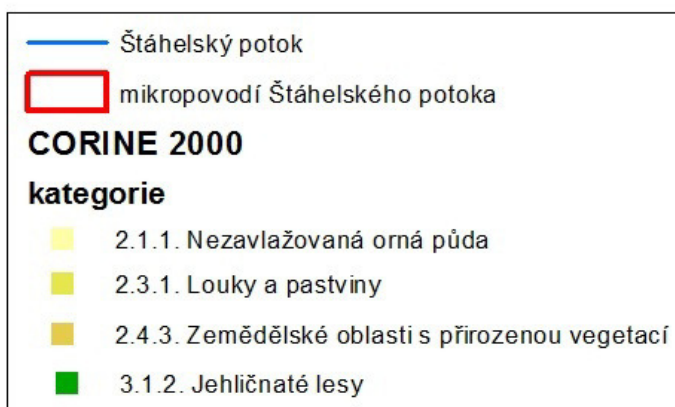 Štáhelský potok
mikropovodí Štáhelského potoka
CORINE 2000
kategorie
2.1.1. Nezavlažovaná orná půda
2.3.1. Louky a pastviny
2.4.3. Zemědělské oblasti s přirozenou vegetací
3.1.2. Jehličnaté lesy